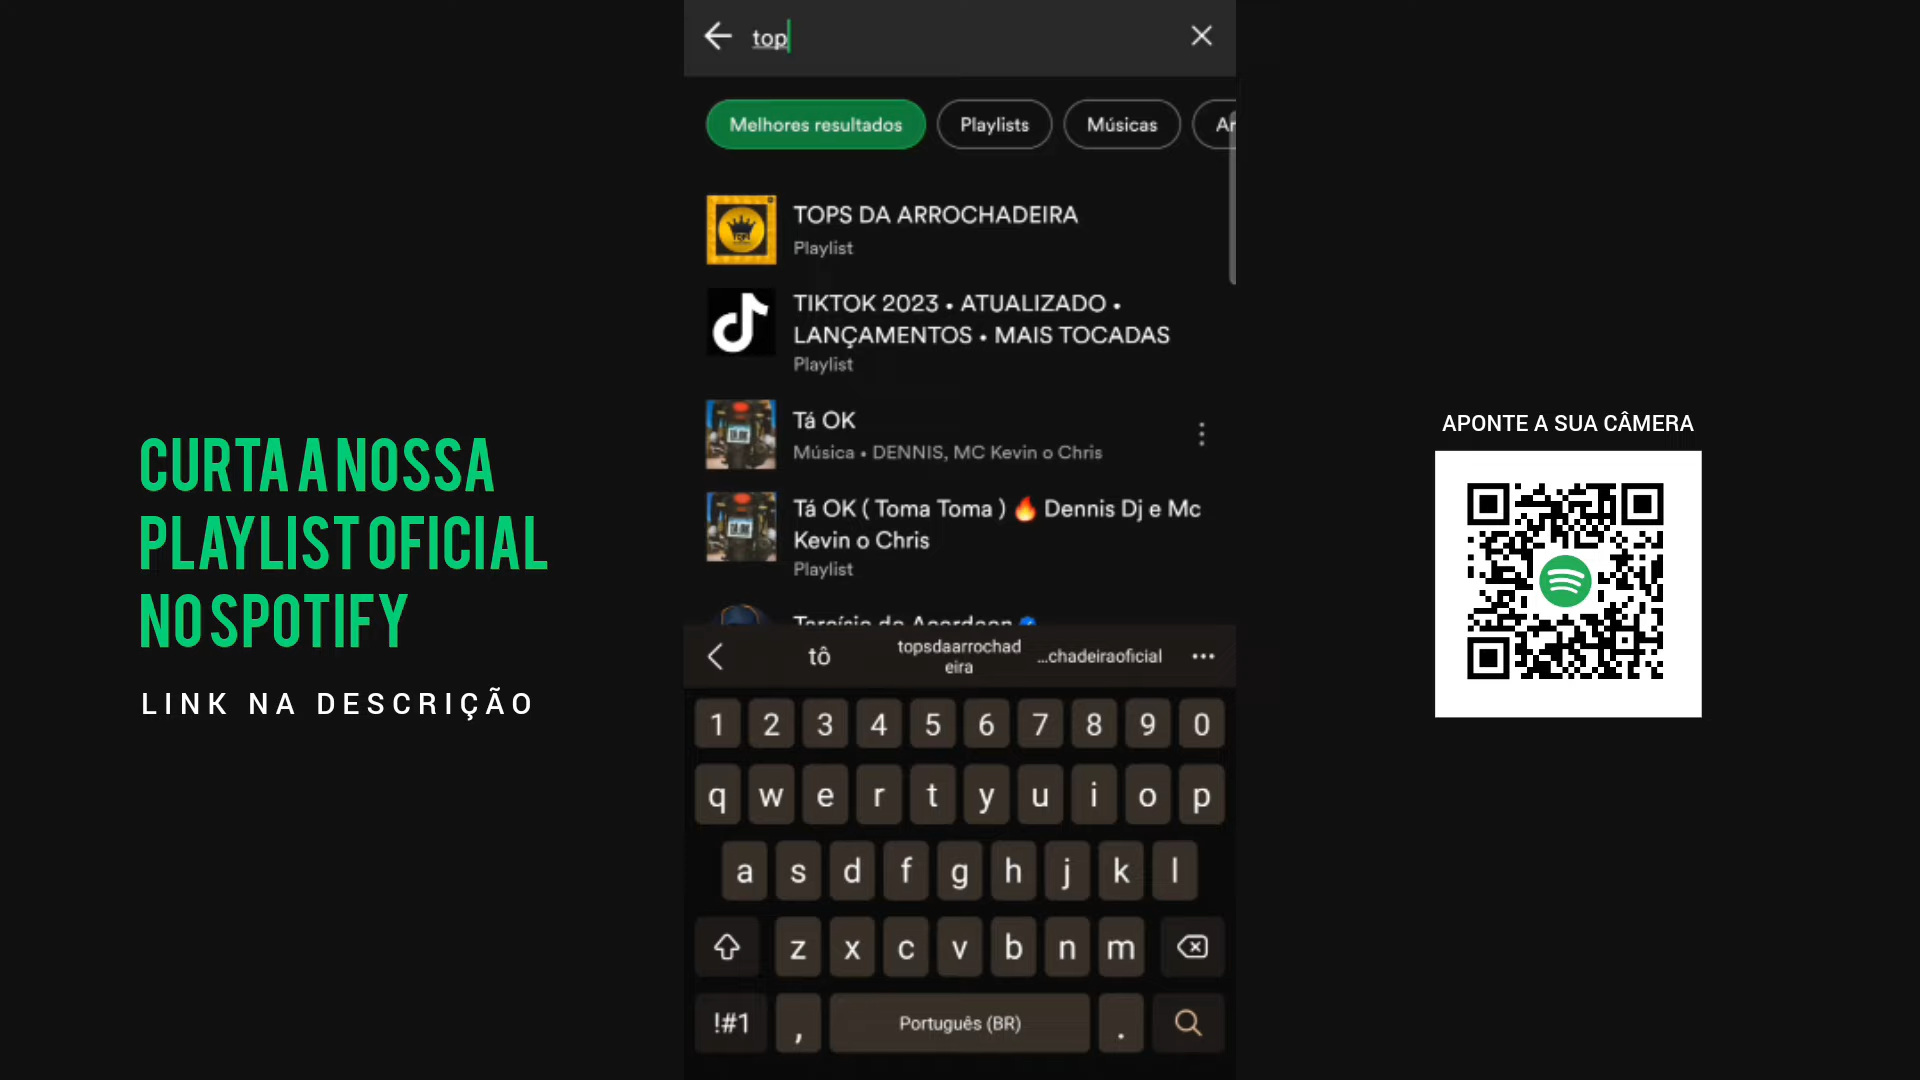 top
Melhores resultados
Playlists
Músicas
Ar
TOPS DA ARROCHADEIRA
Playlist
TIKTOK 2023 • ATUALIZADO •
LANÇAMENTOS • MAIS TOCADAS
Playlist
Tá OK
Música • DENNIS, MC Kevin o Chris
Tá OK ( Toma Toma ) 🔥 Dennis Dj e Mc
Kevin o Chris
Playlist
CURTA A NOSSA
PLAYLIST OFICIAL
NO SPOTIFY
LINK NA DESCRIÇÃO
APONTE A SUA CÂMERA
tô
topsdaarrochad
eira
...chadeiraoficial
1 2 3 4 5 6 7 8 9 0
q w e r t y u i o p
a s d f g h j k l
z x c v b n m
!#1 , Português (BR) .